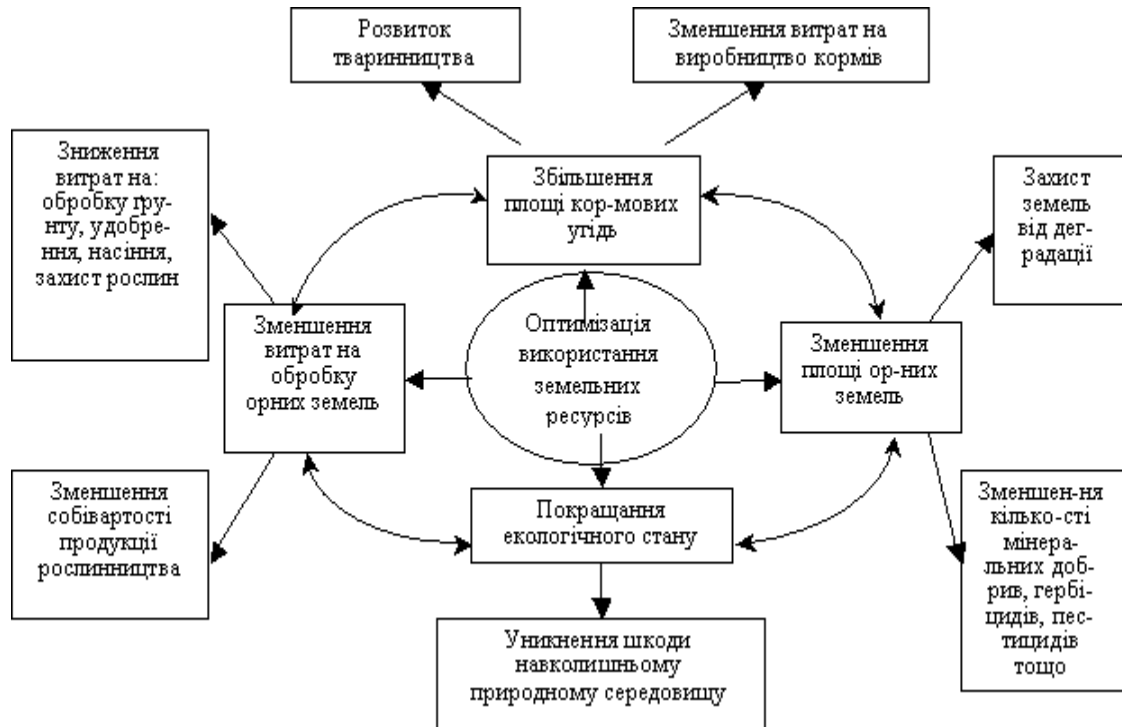 Розвиток
тваринництва
Зменшення витрат на
виробництво кормів
Зниження
витрат на:
обробку ґру-
нту, удобре-
ння, насіння,
захист рослин
Збільшення
площі кор-мових
угідь
Захист
земель
від дег-
радації
Зменшення
витрат на
обробку
орних земель
Оптимізація
використання
земельних
ресурсів
Зменшення
площі ор-них
земель
Зменшення
собівартості
продукції
рослинництва
Покращання
екологічного стану
Зменшен-ня
кілько-сті
мінера-
льних доб-
рив, гербі-
цидів, пес-
тицидів
тощо
Уникнення шкоди
навколишньому
природному середовищу